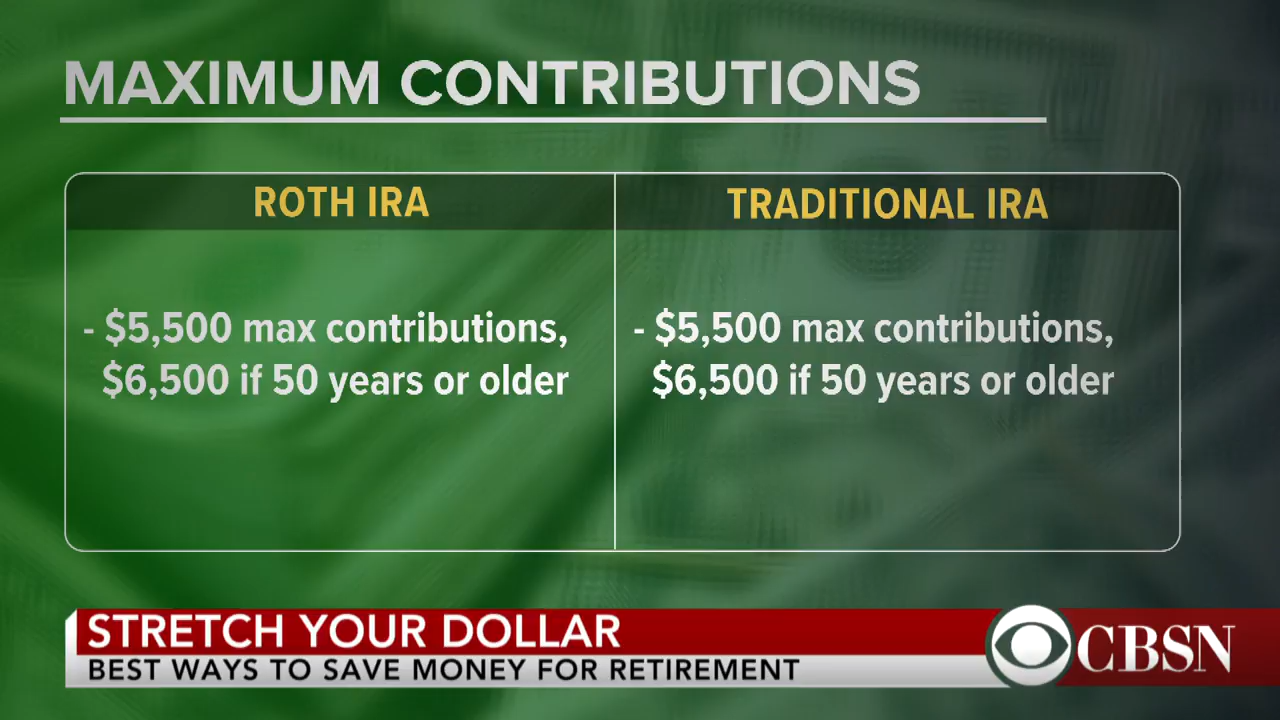 MAXIMUM CONTRIBUTIONS
ROTH IRA
- $5,500 max contributions,
$6,500 if 50 years or older
TRADITIONAL IRA
- $5,500 max contributions,
$6,500 if 50 years or older
STRETCH YOUR DOLLAR
BEST WAYS TO SAVE MONEY FOR RETIREMENT
CBSN